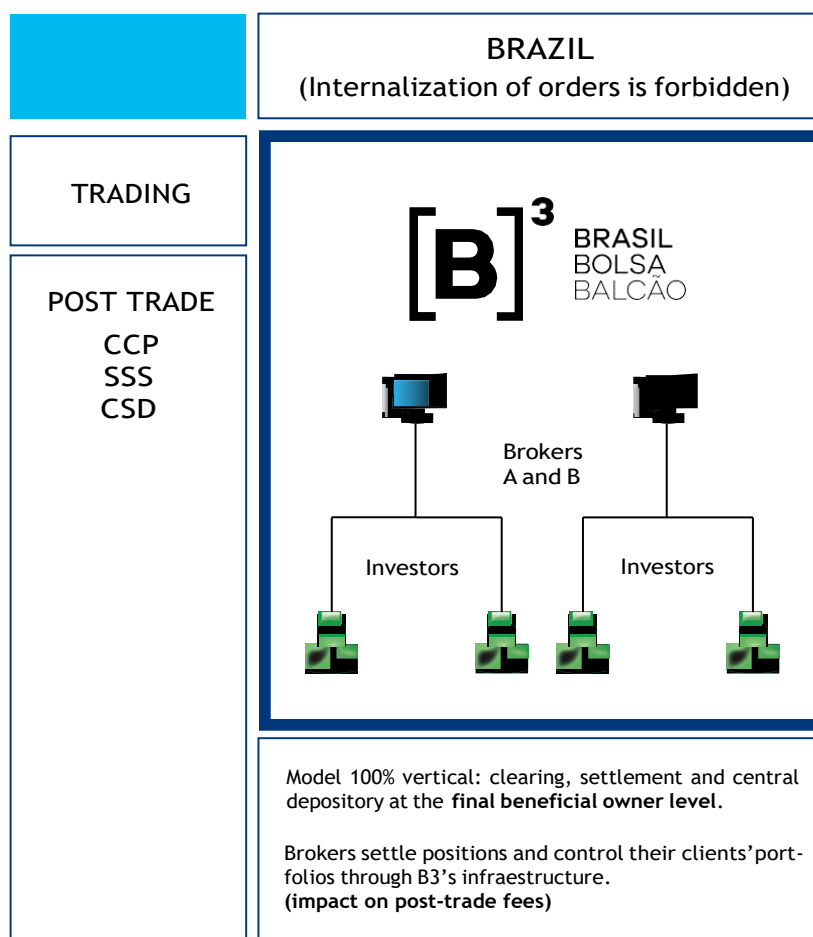 BRAZIL
(Internalization of orders is forbidden)
TRADING
[B]³
BRASIL
BOLSA
BALCÃO
POST TRADE
CCP
SSS
CSD
Brokers
A and B
Investors
Investors
Model 100% vertical: clearing, settlement and central
depository at the final beneficial owner level.
Brokers settle positions and control their clients’port-
folios through B3’s infraestructure.
(impact on post-trade fees)